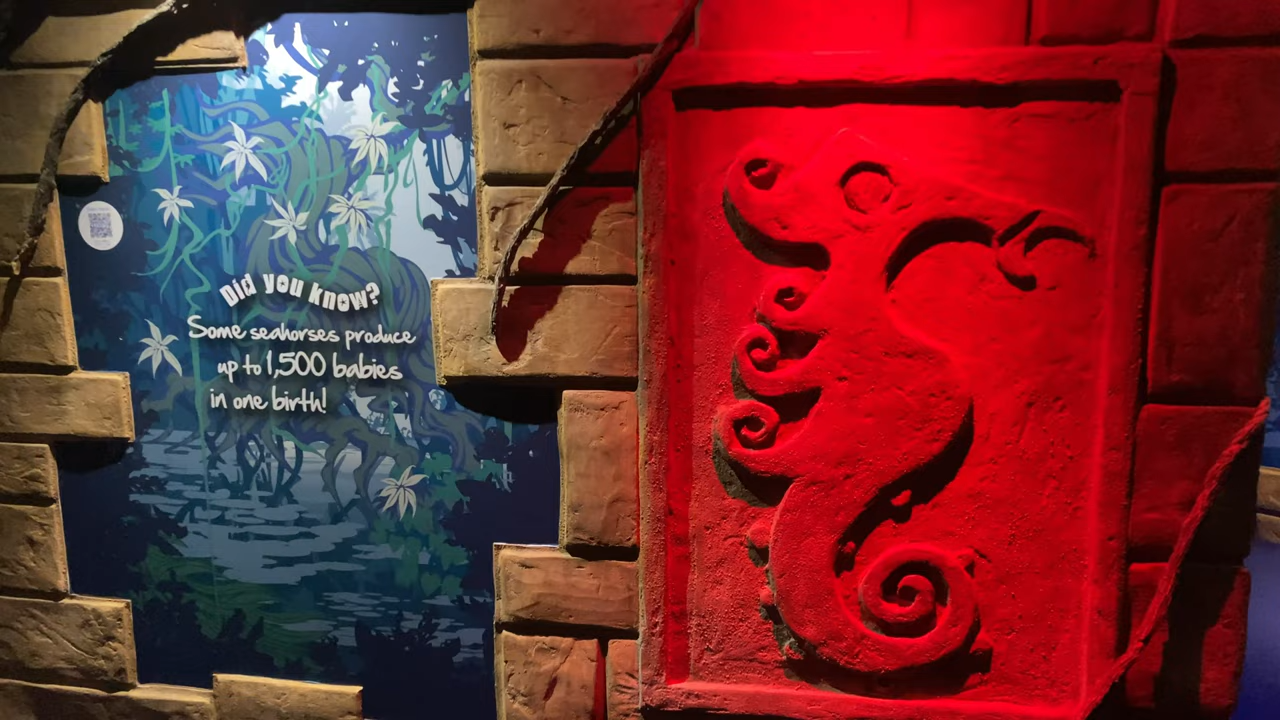 Did you know?
Some seahorses produce
up to 1,500 babies
in one birth!